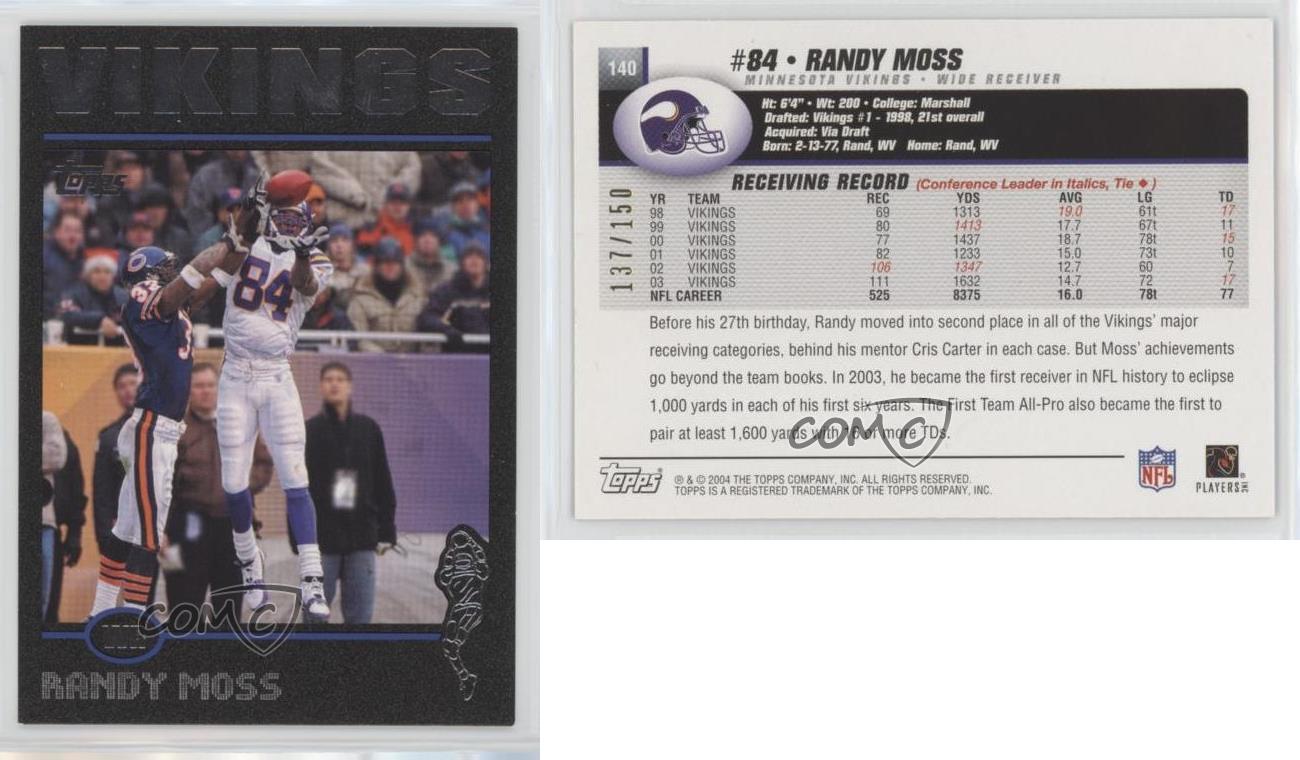 VIKINGS
Topps
84
COMC
RANDY MOSS
140
#84 • RANDY MOSS
MINNESOTA VIKINGS • WIDE RECEIVER
Ht: 6'4" • Wt: 200 • College: Marshall
Drafted: Vikings #1 - 1998, 21st overall
Acquired: Via Draft
Born: 2-13-77, Rand, WV Home: Rand, WV
137/150
RECEIVING RECORD (Conference Leader in Italics, Tie ♦)
YR TEAM REC YDS AVG LG TD
98 VIKINGS 69 1313 19.0 61t 17
99 VIKINGS 80 1413 17.7 67t 11
00 VIKINGS 77 1437 18.7 78t 15
01 VIKINGS 82 1233 15.0 73t 10
02 VIKINGS 106 1347 12.7 60 7
03 VIKINGS 111 1632 14.7 72 17
NFL CAREER 525 8375 16.0 78t 77
Before his 27th birthday, Randy moved into second place in all of the Vikings' major
receiving categories, behind his mentor Cris Carter in each case. But Moss' achievements
go beyond the team books. In 2003, he became the first receiver in NFL history to eclipse
1,000 yards in each of his first six years. The First Team All-Pro also became the first to
pair at least 1,600 yards with 16 or more TDs.
COMC
Topps
® & © 2004 THE TOPPS COMPANY, INC. ALL RIGHTS RESERVED.
TOPPS IS A REGISTERED TRADEMARK OF THE TOPPS COMPANY, INC.
NFL
PLAYERS INC